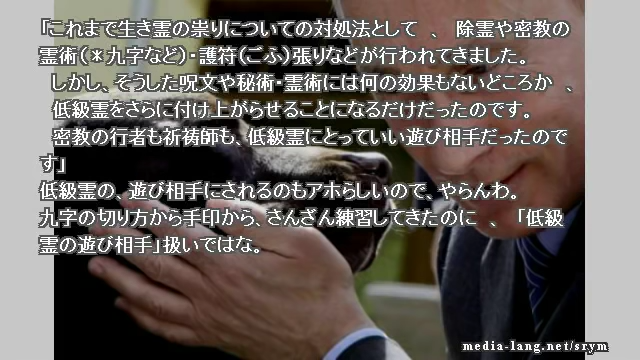 「これまで生き霊の祟りについての対処法として　、　除霊や密教の
霊術(＊九字など)・護符(ごふ)張りなどが行われてきました。
　しかし、そうした呪文や秘術・霊術には何の効果もないどころか　、
　低級霊をさらに付け上がらせることになるだけだったのです。
　密教の行者も祈祷師も、低級霊にとっていい遊び相手だったので
す」
低級霊の、遊び相手にされるのもアホらしいので、やらんわ。
九字の切り方から手印から、さんざん練習してきたのに　、　「低級
霊の遊び相手」扱いではな。
media-lang.net/srym